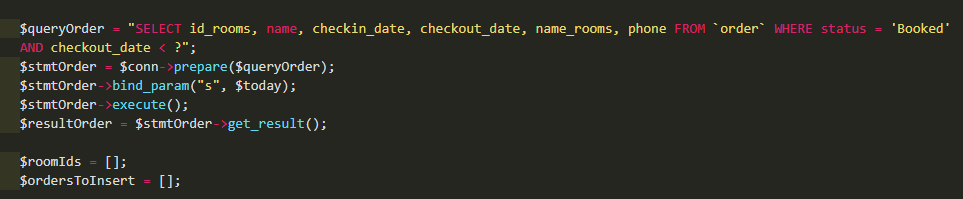 $queryOrder = "SELECT id_rooms, name, checkin_date, checkout_date, name_rooms, phone FROM `order` WHERE status = 'Booked'
AND checkout_date < ?";
$stmtOrder = $conn->prepare($queryOrder);
$stmtOrder->bind_param("s", $today);
$stmtOrder->execute();
$resultOrder = $stmtOrder->get_result();
$roomIds = [];
$ordersToInsert = [];